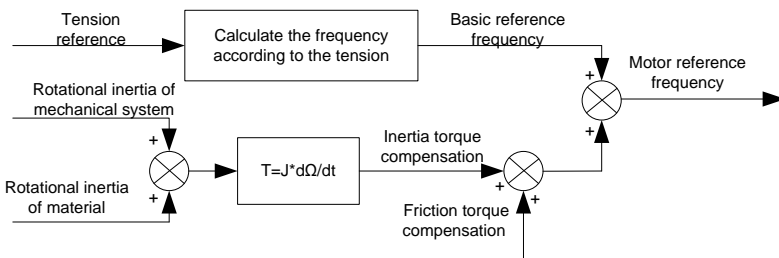 Tension
reference
Calculate the frequency
according to the tension
Basic reference
frequency
+
Motor reference
frequency
+
Rotational inertia of
mechanical system
+
Rotational inertia
of material
+
T=J*dΩ/dt
Inertia torque
compensation
+
Friction torque
compensation
+